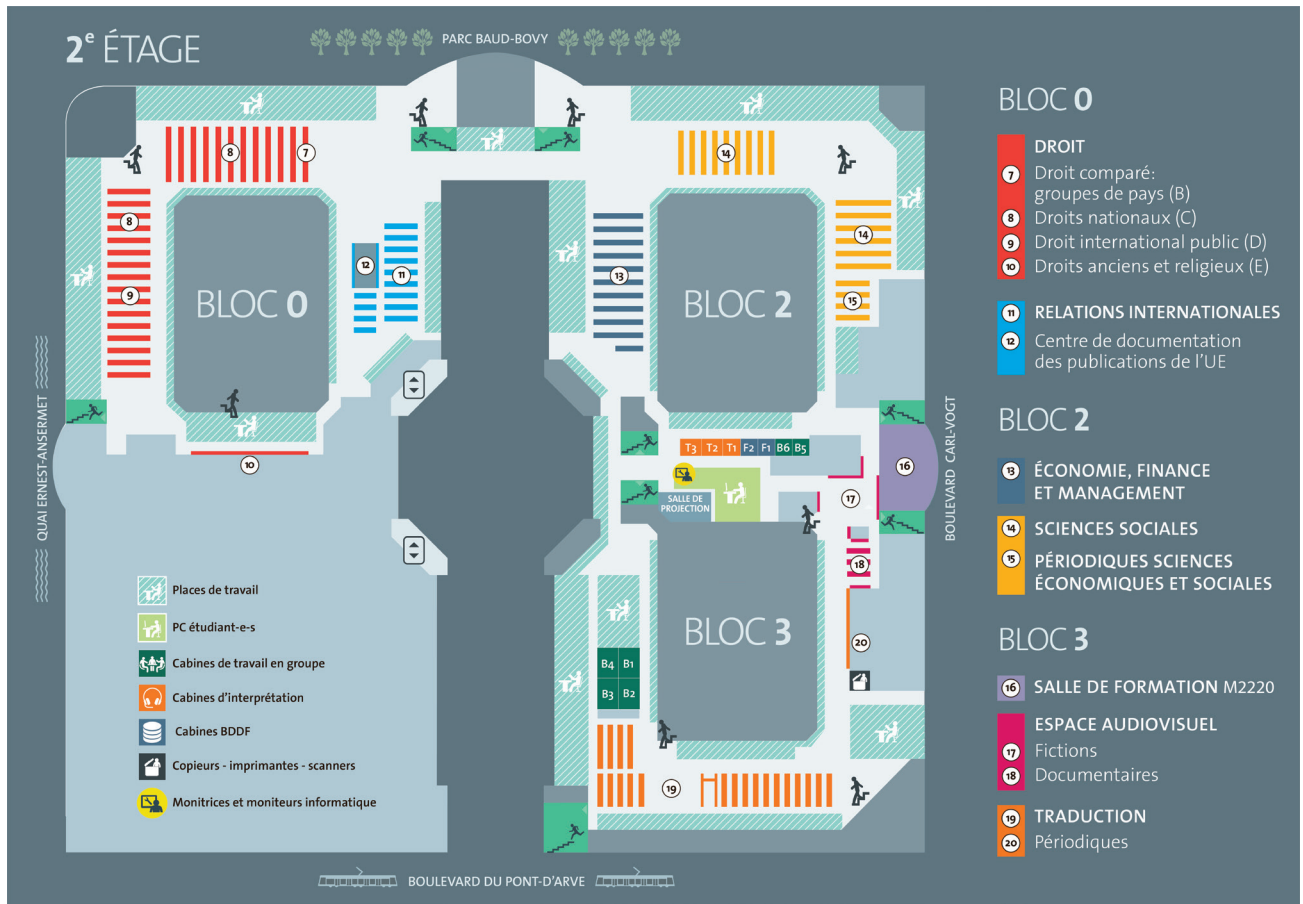 2e ÉTAGE
PARC BAUD-BOVY
8
7
8
9
BLOC 0
12
11
10
14
14
13
15
BLOC 2
T3 T2 T1 F2 F1 B6 B5
SALLE DE
PROJECTION
16
17
18
20
BLOC 3
B4 B1
B3 B2
19
QUAI ERNEST-ANSERMET
BOULEVARD CARL-VOGT
BOULEVARD DU PONT-D'ARVE
Places de travail
PC étudiant-e-s
Cabines de travail en groupe
Cabines d'interprétation
Cabines BDDF
Copieurs - imprimantes - scanners
Monitrices et moniteurs informatique
BLOC 0
DROIT
7 Droit comparé:
groupes de pays (B)
8 Droits nationaux (C)
9 Droit international public (D)
10 Droits anciens et religieux (E)
11 RELATIONS INTERNATIONALES
12 Centre de documentation
des publications de l'UE
BLOC 2
13 ÉCONOMIE, FINANCE
ET MANAGEMENT
14 SCIENCES SOCIALES
15 PÉRIODIQUES SCIENCES
ÉCONOMIQUES ET SOCIALES
BLOC 3
16 SALLE DE FORMATION M2220
ESPACE AUDIOVISUEL
17 Fictions
18 Documentaires
19 TRADUCTION
20 Périodiques